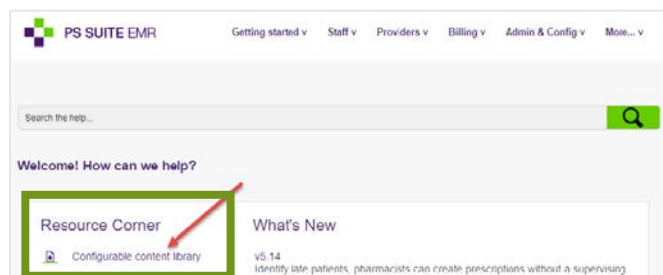 PS SUITE EMR
Getting started v Staff v Providers v Billing v Admin & Config v More... v
Search the help...
Welcome! How can we help?
Resource Corner
Configurable content library
What's New
v5.14
Identify late patients, pharmacists can create prescriptions without a supervising